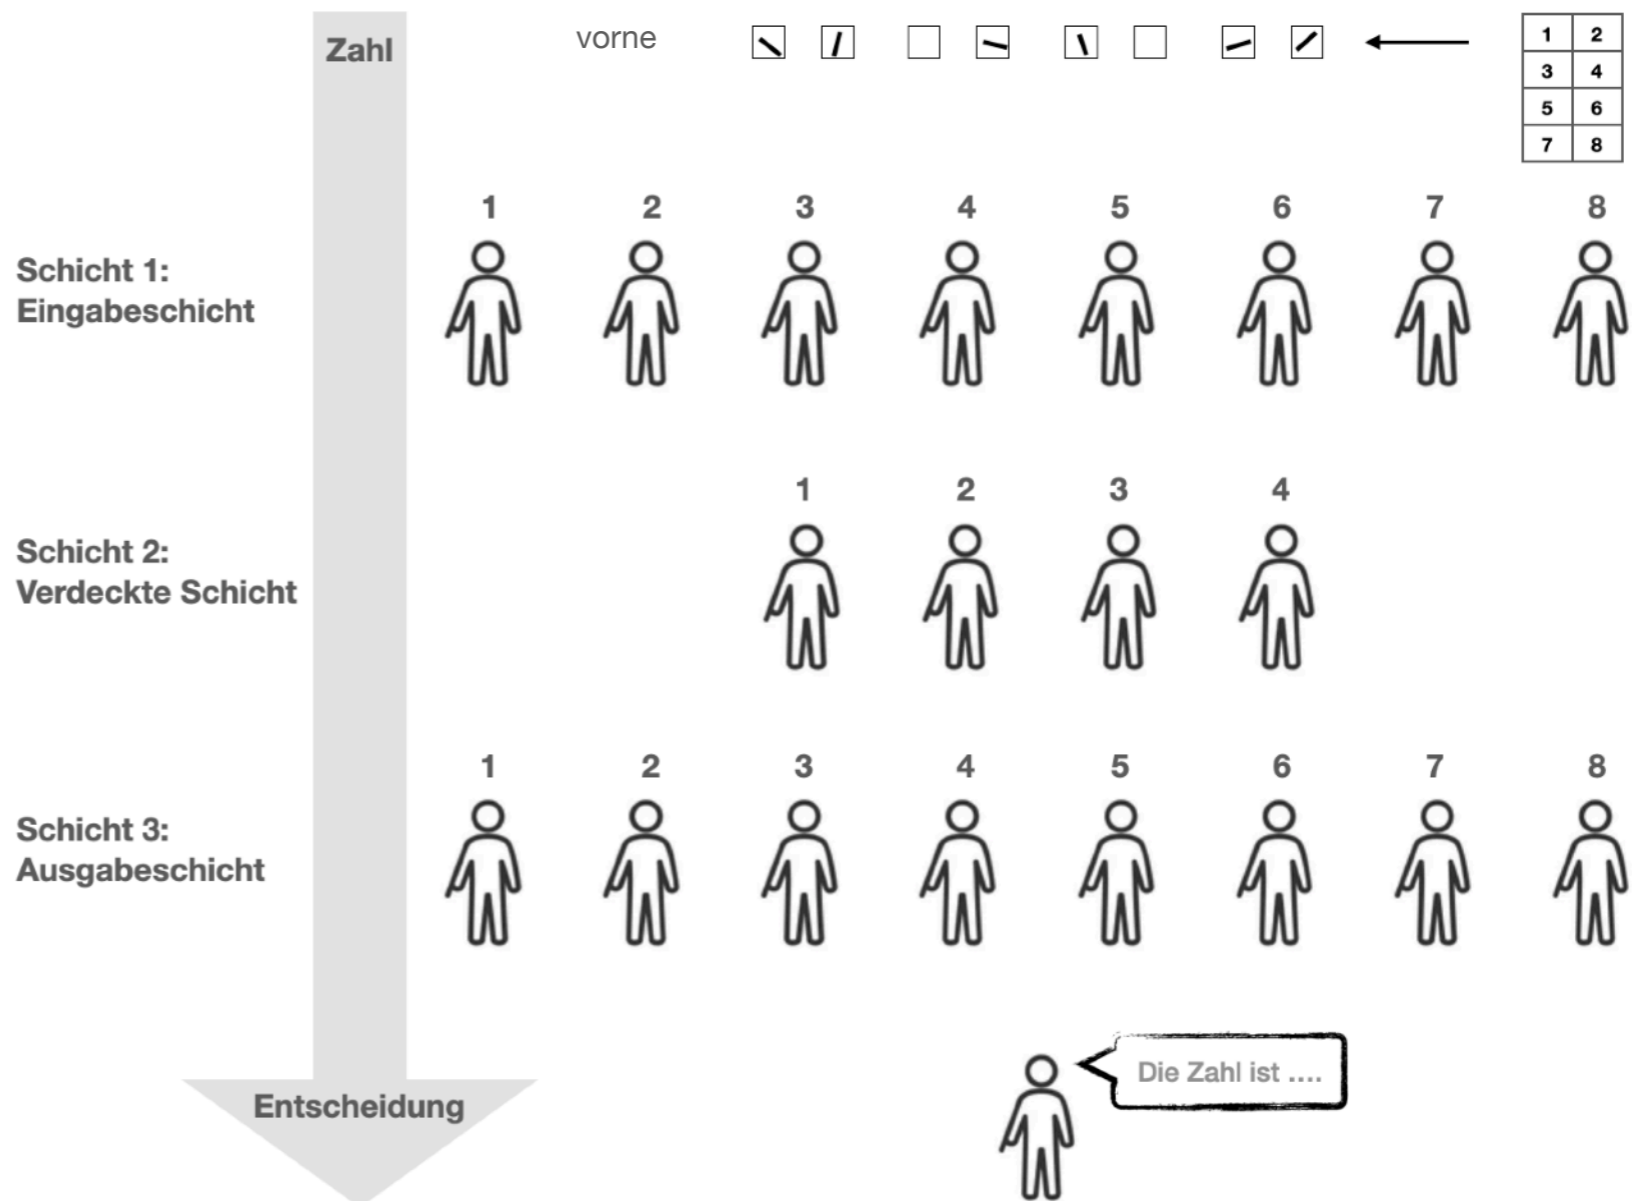 Zahl
vorne
1 2
3 4
5 6
7 8
1 2 3 4 5 6 7 8
Schicht 1:
Eingabeschicht
1 2 3 4
Schicht 2:
Verdeckte Schicht
1 2 3 4 5 6 7 8
Schicht 3:
Ausgabeschicht
Die Zahl ist ....
Entscheidung